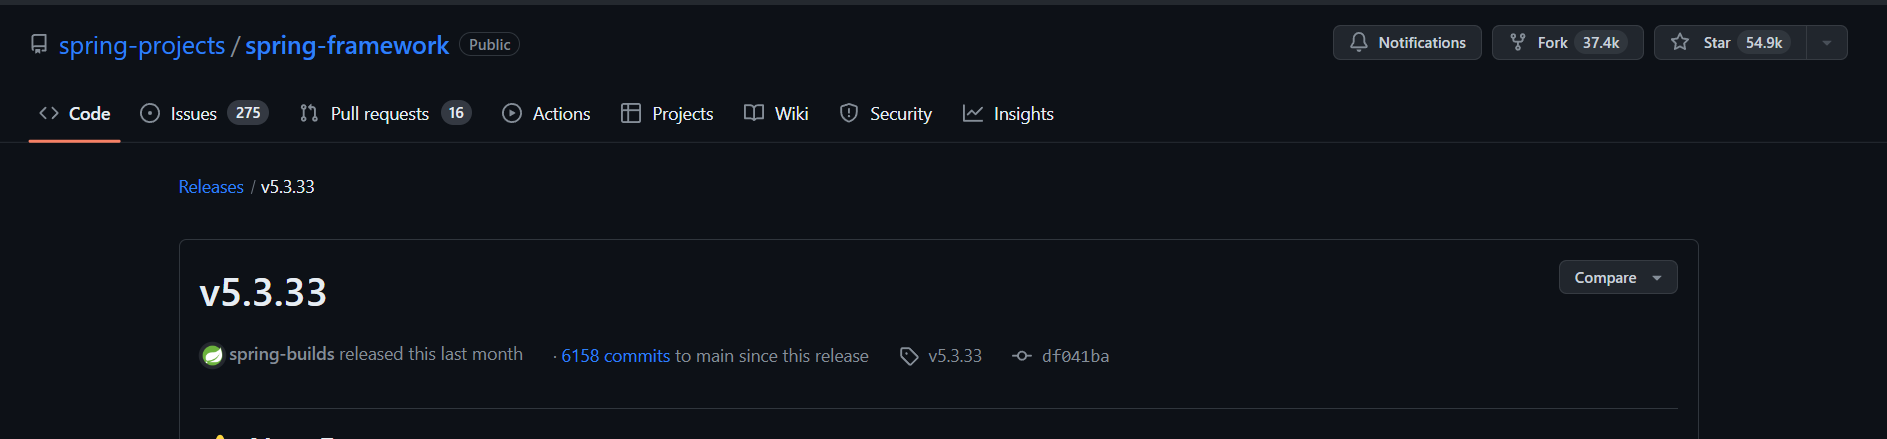 spring-projects / spring-framework Public Notifications Fork 37.4k Star 54.9k
Code Issues 275 Pull requests 16 Actions Projects Wiki Security Insights
Releases / v5.3.33
v5.3.33 Compare
spring-builds released this last month · 6158 commits to main since this release v5.3.33 df041ba